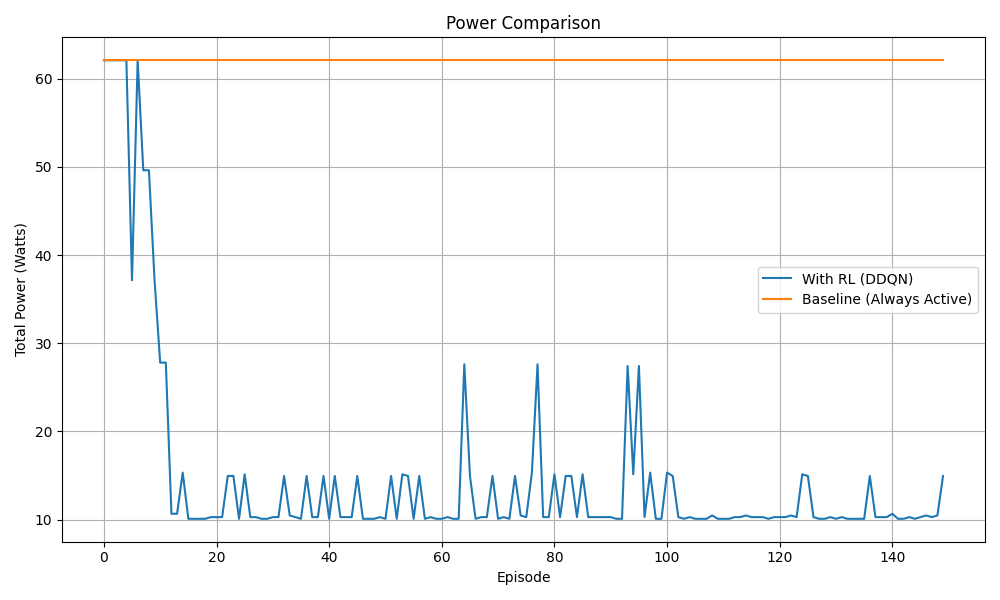 Power Comparison
Total Power (Watts)
60
50
40
30
20
10
With RL (DDQN)
Baseline (Always Active)
0 20 40 60 80 100 120 140
Episode